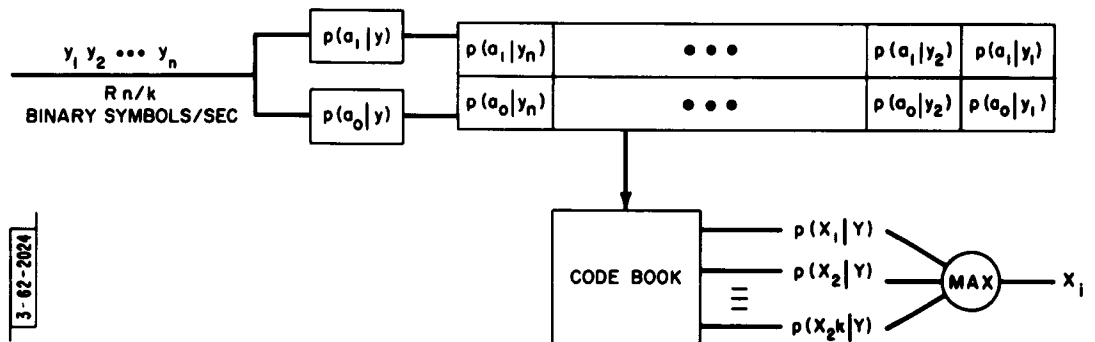 y₁ y₂ ••• yₙ
R n/k
BINARY SYMBOLS/SEC
p(a₁|y)
p(a₀|y)
p(a₁|yₙ) ••• p(a₁|y₂) p(a₁|y₁)
p(a₀|yₙ) ••• p(a₀|y₂) p(a₀|y₁)
CODE BOOK
p(X₁|Y)
p(X₂|Y)
p(X₂k|Y)
MAX
Xᵢ
3-62-2024